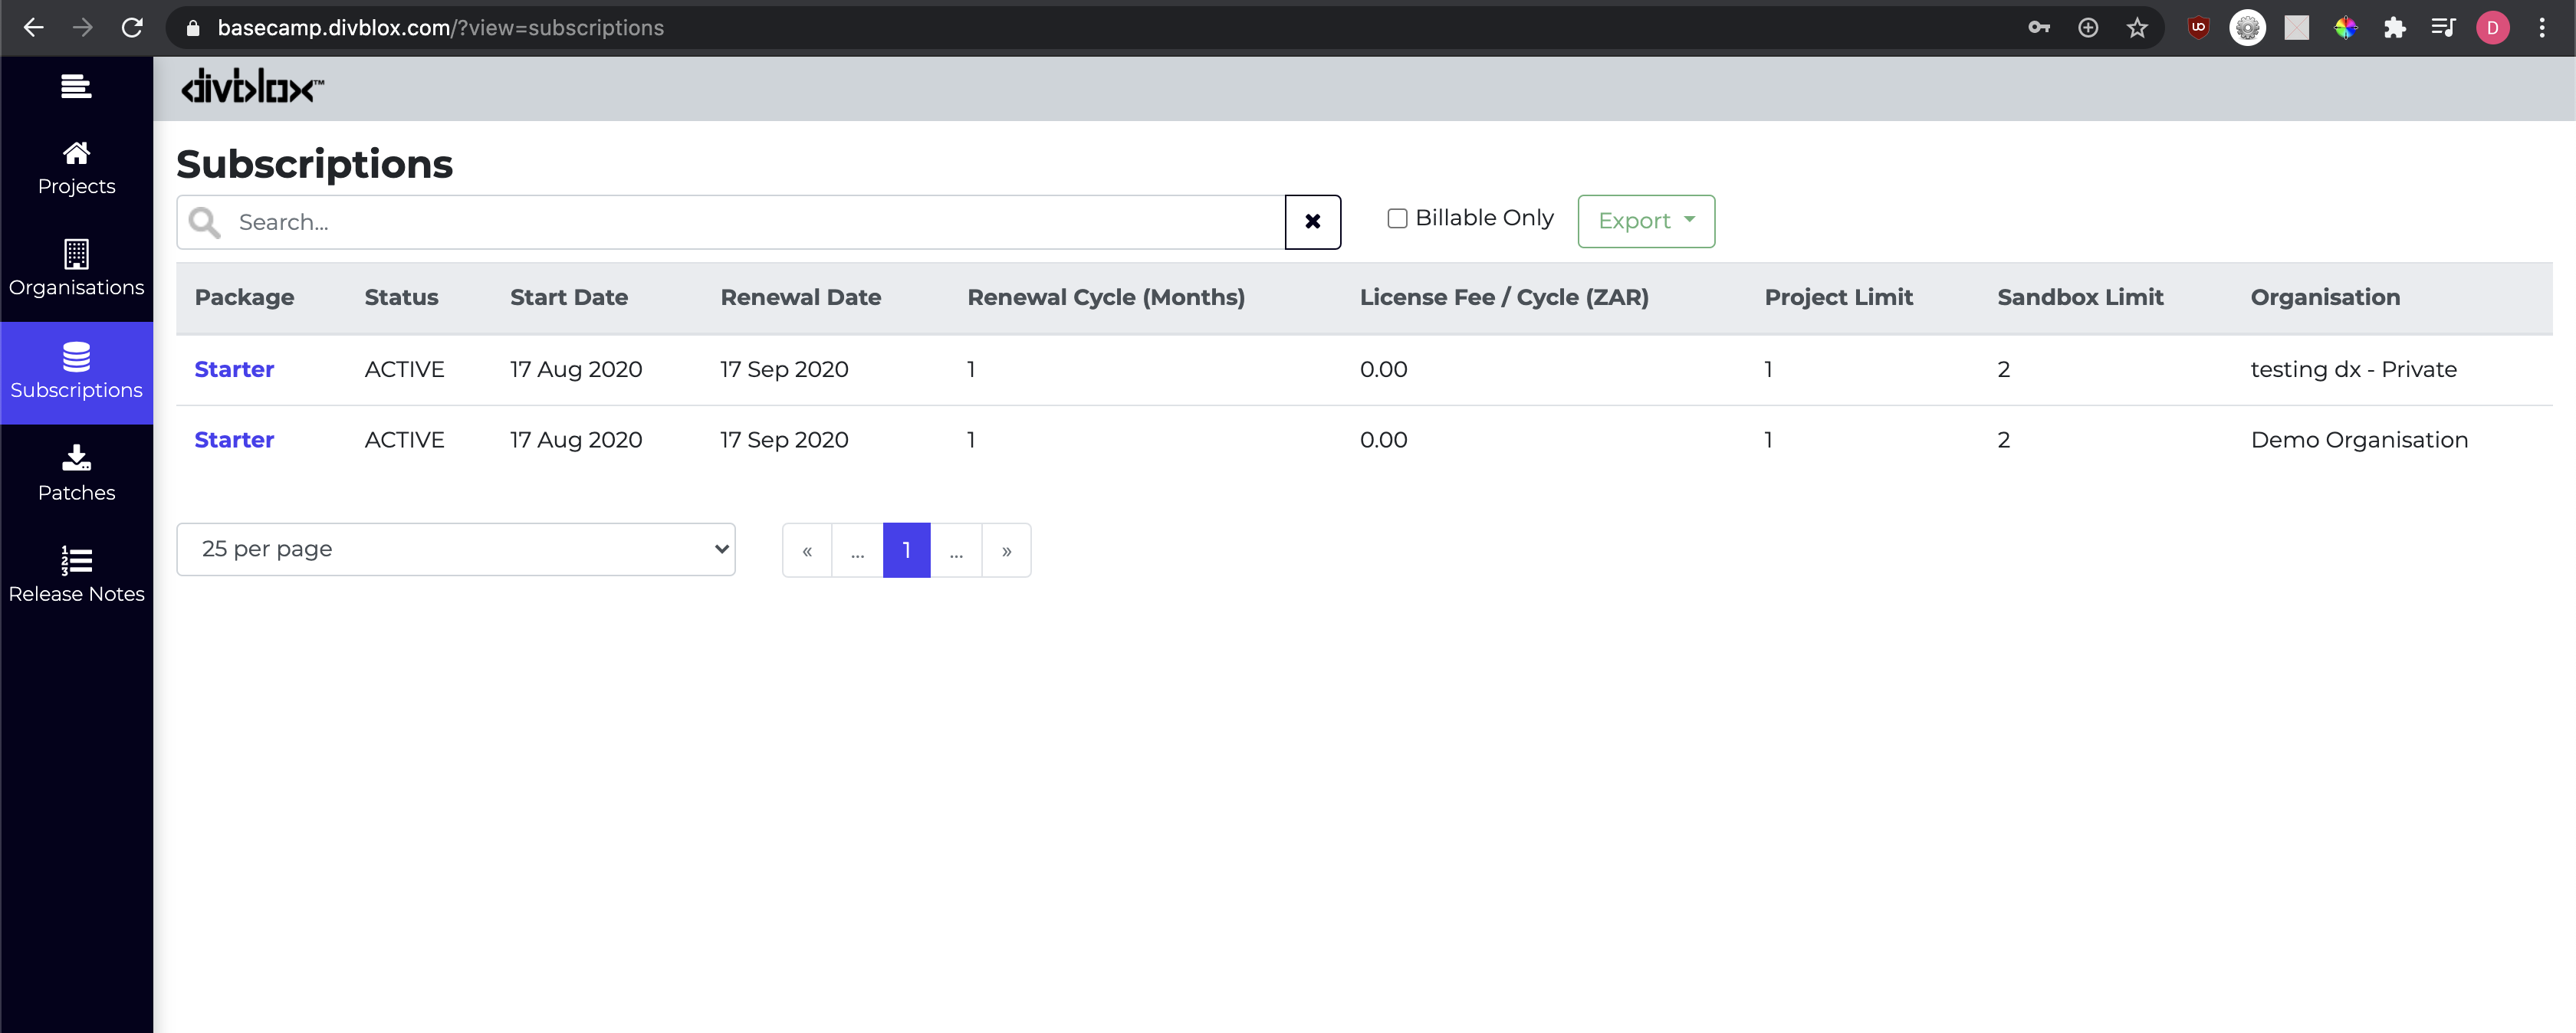 basecamp.divblox.com/?view=subscriptions
D
<divblox>™
Projects
Organisations
Subscriptions
Patches
Release Notes
Subscriptions
Search...
Billable Only
Export
Package Status Start Date Renewal Date Renewal Cycle (Months) License Fee / Cycle (ZAR) Project Limit Sandbox Limit Organisation
Starter ACTIVE 17 Aug 2020 17 Sep 2020 1 0.00 1 2 testing dx - Private
Starter ACTIVE 17 Aug 2020 17 Sep 2020 1 0.00 1 2 Demo Organisation
25 per page
« ... 1 ... »